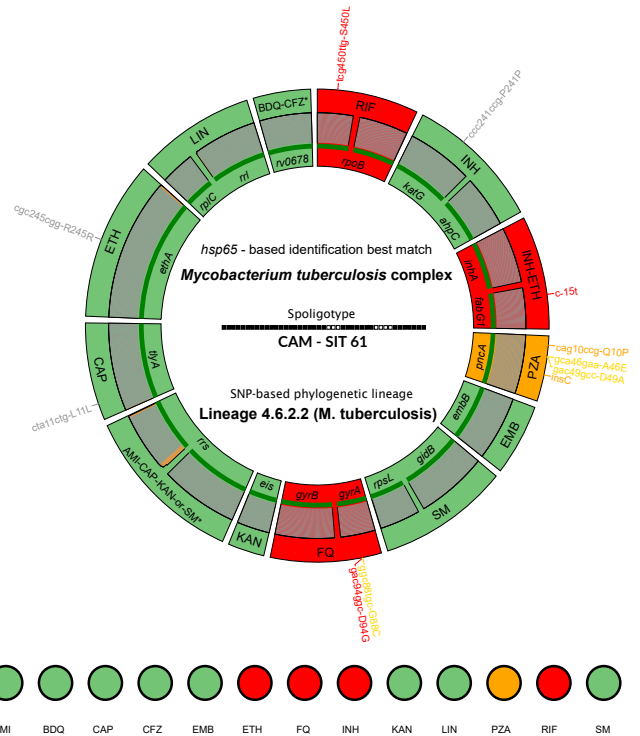 tcg450ttg-S450L
ccc241ccg-P241P
cgc245cgg-R245R
cta11ctg-L11L
c-15t
cag10ccg-Q10P
gca46gaa-A46E
gac49gcc-D49A
insC
ggc88tgc-G88C
gac94ggc-D94G
BDQ-CFZ*
RIF
INH
INH-ETH
PZA
EMB
SM
FQ
KAN
AMI-CAP-KAN-or-SM*
CAP
ETH
LIN
rv0678
rpoB
katG
ahpC
inhA
fabG1
pncA
embB
gidB
rpsL
gyrA
gyrB
eis
rrs
tlyA
ethA
rplC
rrl
hsp65 - based identification best match
Mycobacterium tuberculosis complex
Spoligotype
CAM - SIT 61
SNP-based phylogenetic lineage
Lineage 4.6.2.2 (M. tuberculosis)
MI BDQ CAP CFZ EMB ETH FQ INH KAN LIN PZA RIF SM